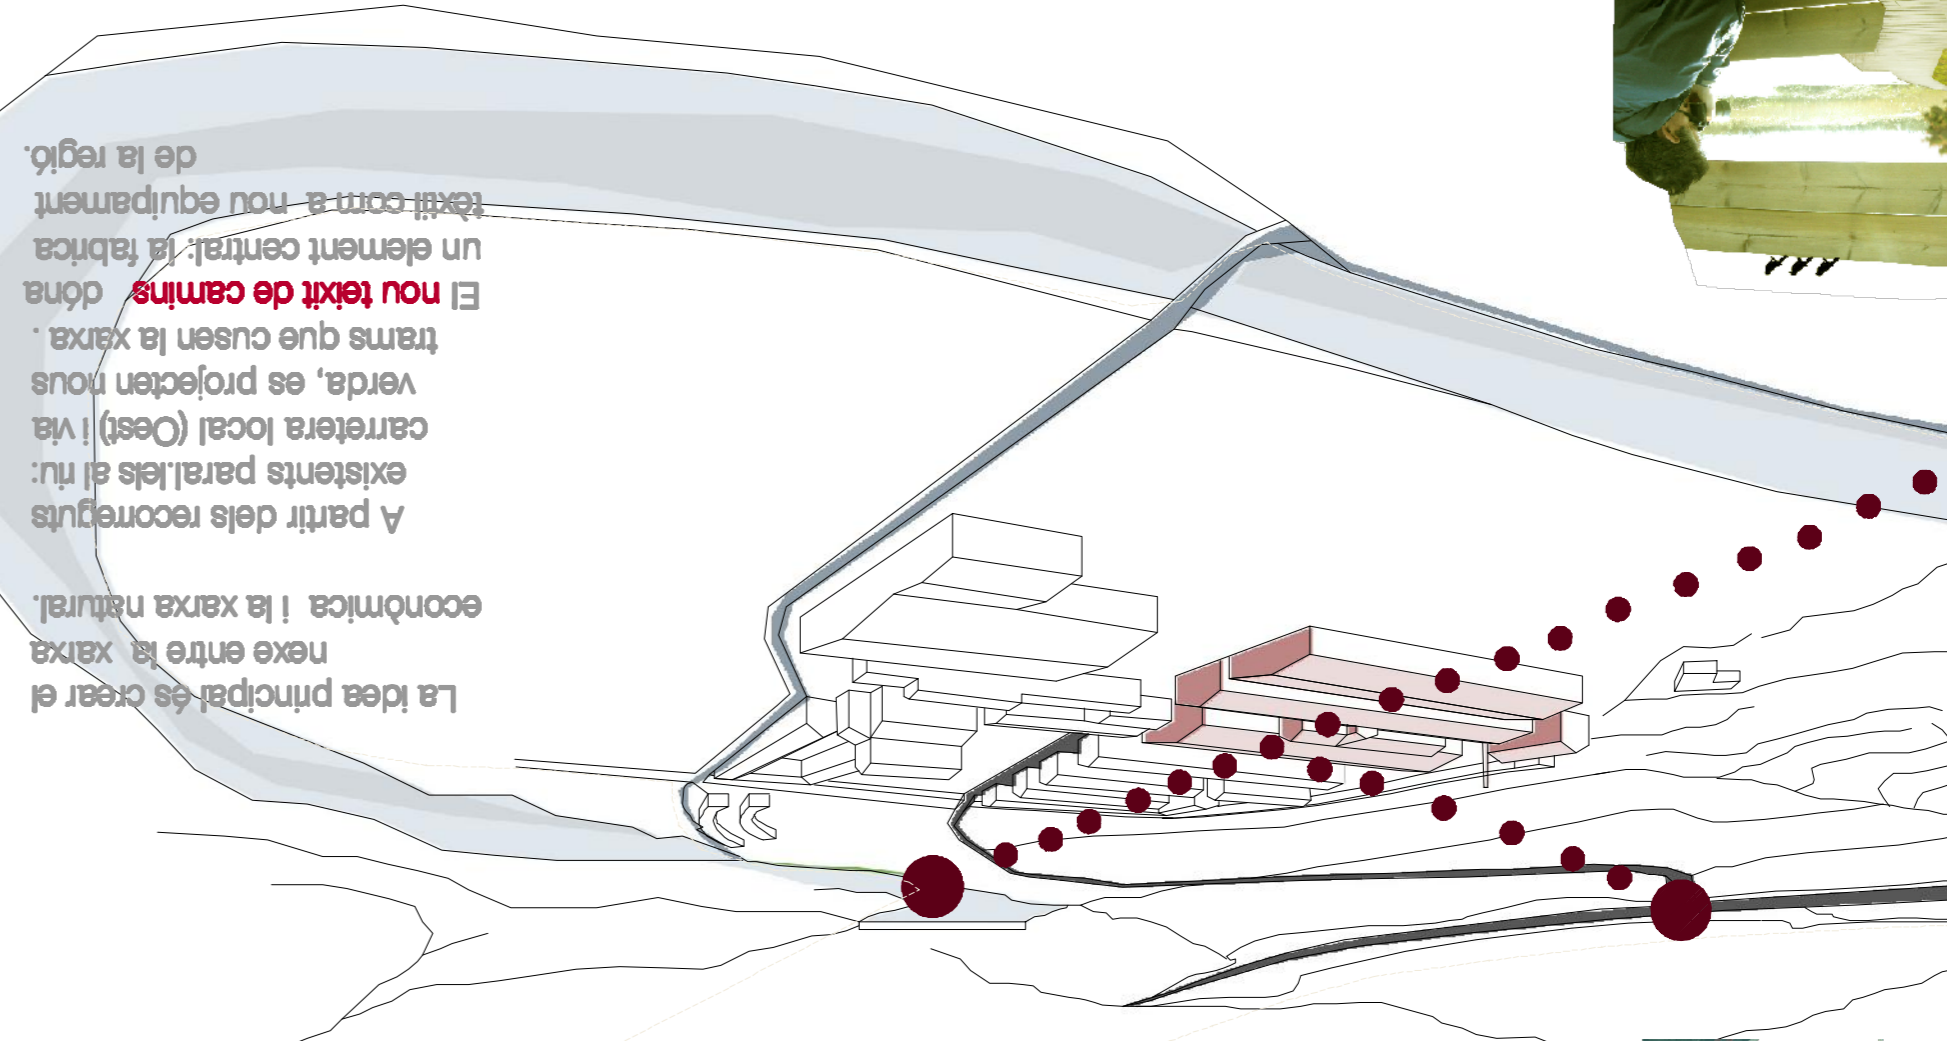 La idea principal és crear el
nexe entre la xarxa
econòmica i la xarxa natural.
A partir dels recorreguts
existents paral.lels al riu:
carretera local (Oest) i via
verda, es projecten nous
trams que cusen la xarxa .
El nou teixit de camins dóna
un element central: la fabrica
tèxtil com a nou equipament
de la regió.